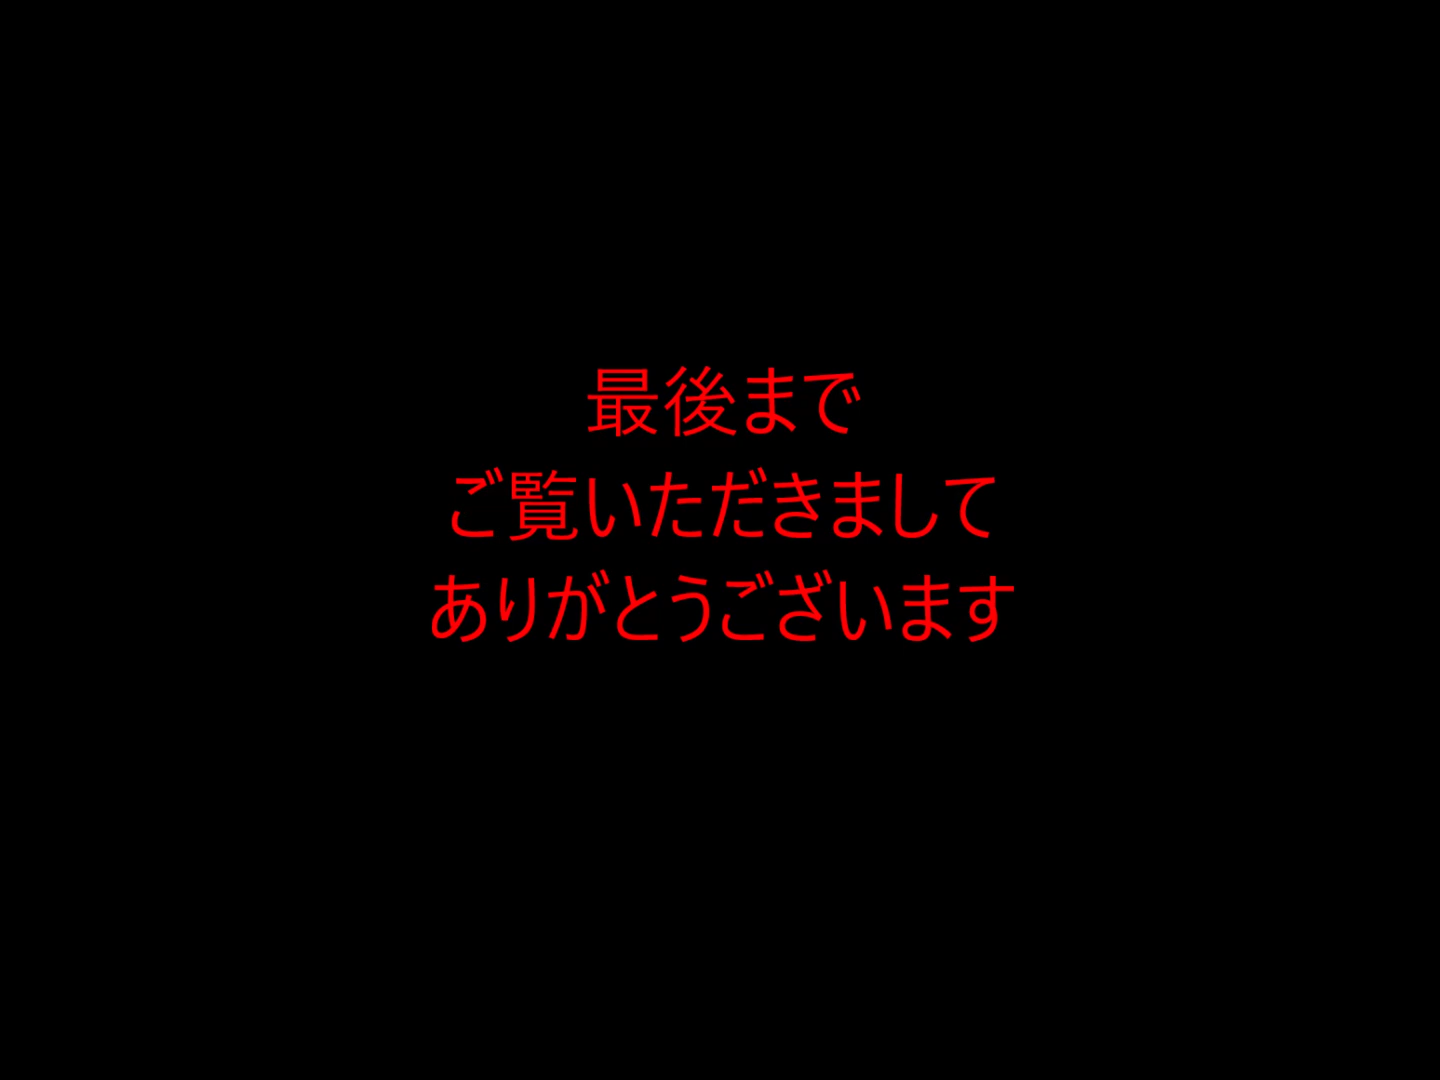 最後まで
ご覧いただきまして
ありがとうございます